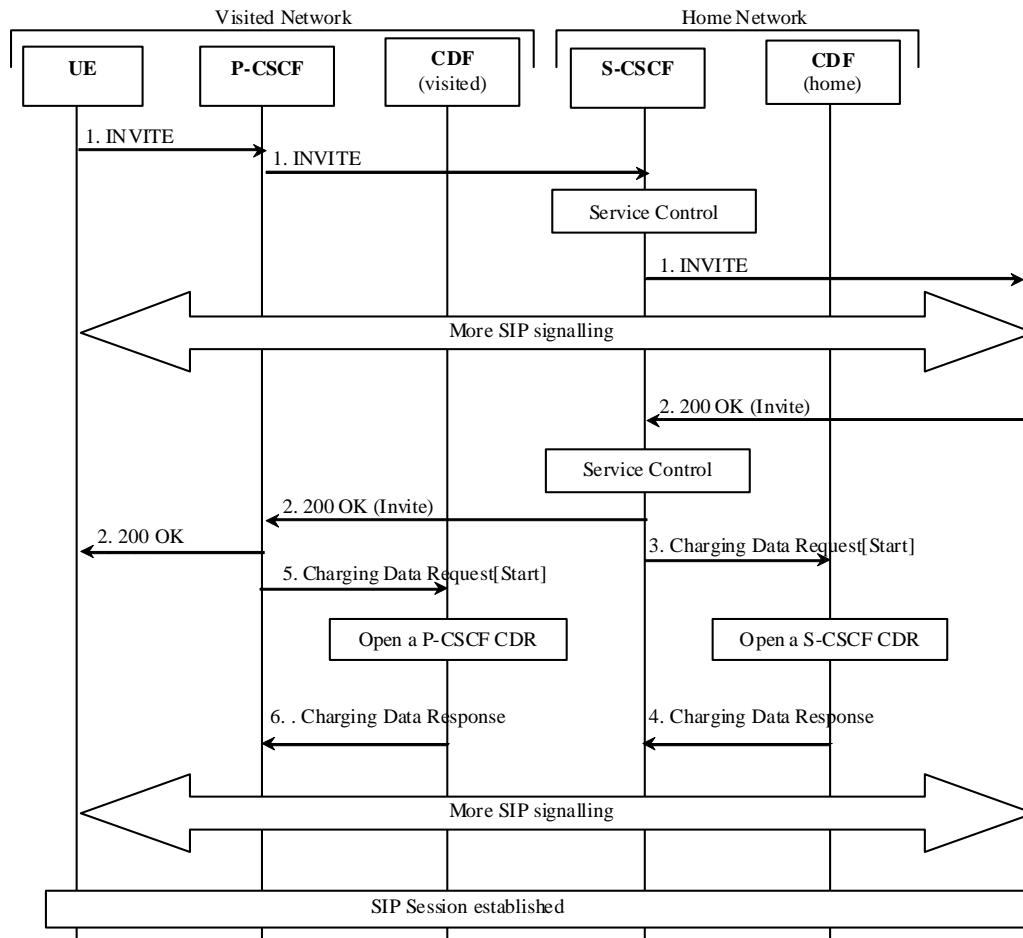 Visited Network
Home Network
UE
P-CSCF
CDF
(visited)
S-CSCF
CDF
(home)
1. INVITE
1. INVITE
Service Control
1. INVITE
More SIP signalling
2. 200 OK (Invite)
Service Control
2. 200 OK (Invite)
2. 200 OK
3. Charging Data Request[Start]
5. Charging Data Request[Start]
Open a P-CSCF CDR
Open a S-CSCF CDR
6. . Charging Data Response
4. Charging Data Response
More SIP signalling
SIP Session established